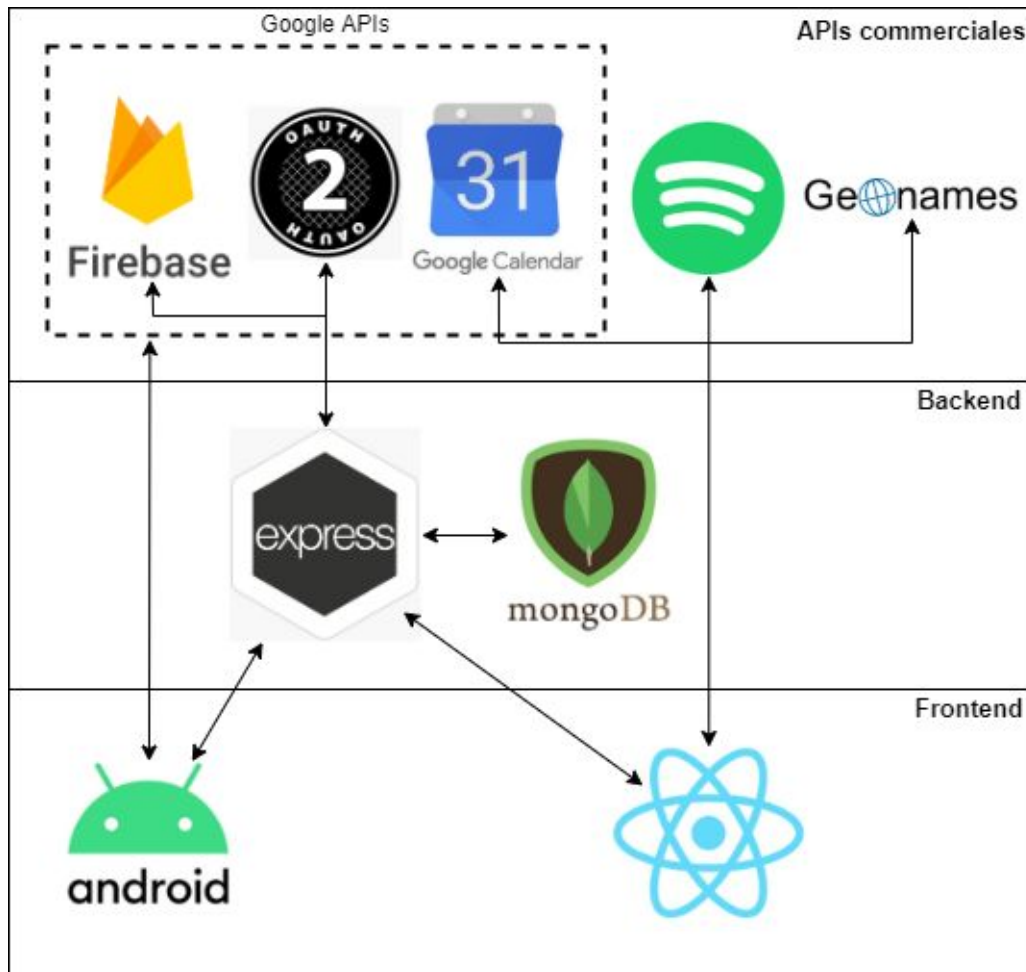 Google APIs
APIs commerciales
Firebase
OAUTH
2
OAUTH
31
Google Calendar
Geonames
Backend
express
mongoDB
Frontend
android